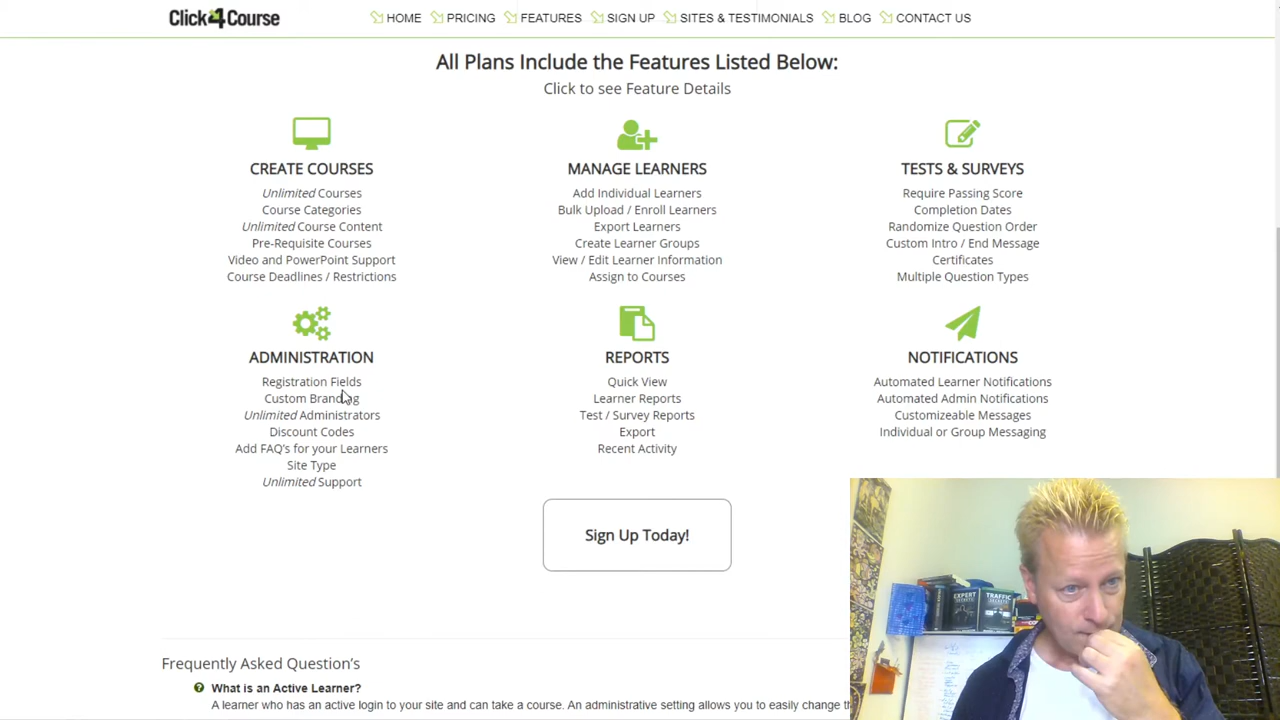 Click4Course
HOME PRICING FEATURES SIGN UP SITES & TESTIMONIALS BLOG CONTACT US
All Plans Include the Features Listed Below:
Click to see Feature Details
CREATE COURSES
Unlimited Courses
Course Categories
Unlimited Course Content
Pre-Requisite Courses
Video and PowerPoint Support
Course Deadlines / Restrictions
MANAGE LEARNERS
Add Individual Learners
Bulk Upload / Enroll Learners
Export Learners
Create Learner Groups
View / Edit Learner Information
Assign to Courses
TESTS & SURVEYS
Require Passing Score
Completion Dates
Randomize Question Order
Custom Intro / End Message
Certificates
Multiple Question Types
ADMINISTRATION
Registration Fields
Custom Branding
Unlimited Administrators
Discount Codes
Add FAQ's for your Learners
Site Type
Unlimited Support
REPORTS
Quick View
Learner Reports
Test / Survey Reports
Export
Recent Activity
NOTIFICATIONS
Automated Learner Notifications
Automated Admin Notifications
Customizeable Messages
Individual or Group Messaging
Sign Up Today!
EXPERT
SECRETS
TRAFFIC
SECRETS
Frequently Asked Question's
What is an Active Learner?
A learner who has an active login to your site and can take a course. An administrative setting allows you to easily change th